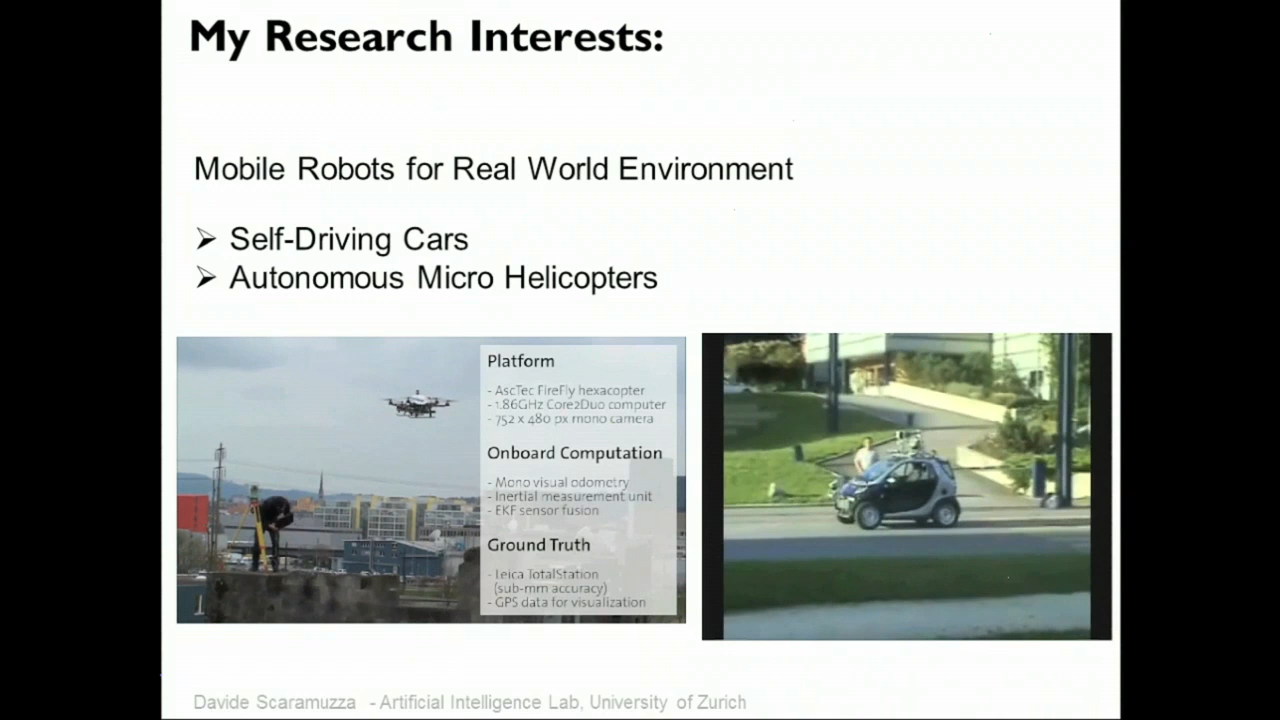 My Research Interests:
Mobile Robots for Real World Environment
➢ Self-Driving Cars
➢ Autonomous Micro Helicopters
Platform
- AscTec FireFly hexacopter
- 1.86GHz Core2Duo computer
- 752 x 480 px mono camera
Onboard Computation
- Mono visual odometry
- Inertial measurement unit
- EKF sensor fusion
Ground Truth
- Leica TotalStation
(sub-mm accuracy)
- GPS data for visualization
Davide Scaramuzza - Artificial Intelligence Lab, University of Zurich